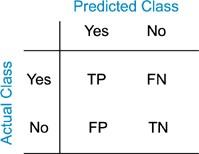 Predicted Class
Yes No
Actual Class
Yes TP FN
No FP TN